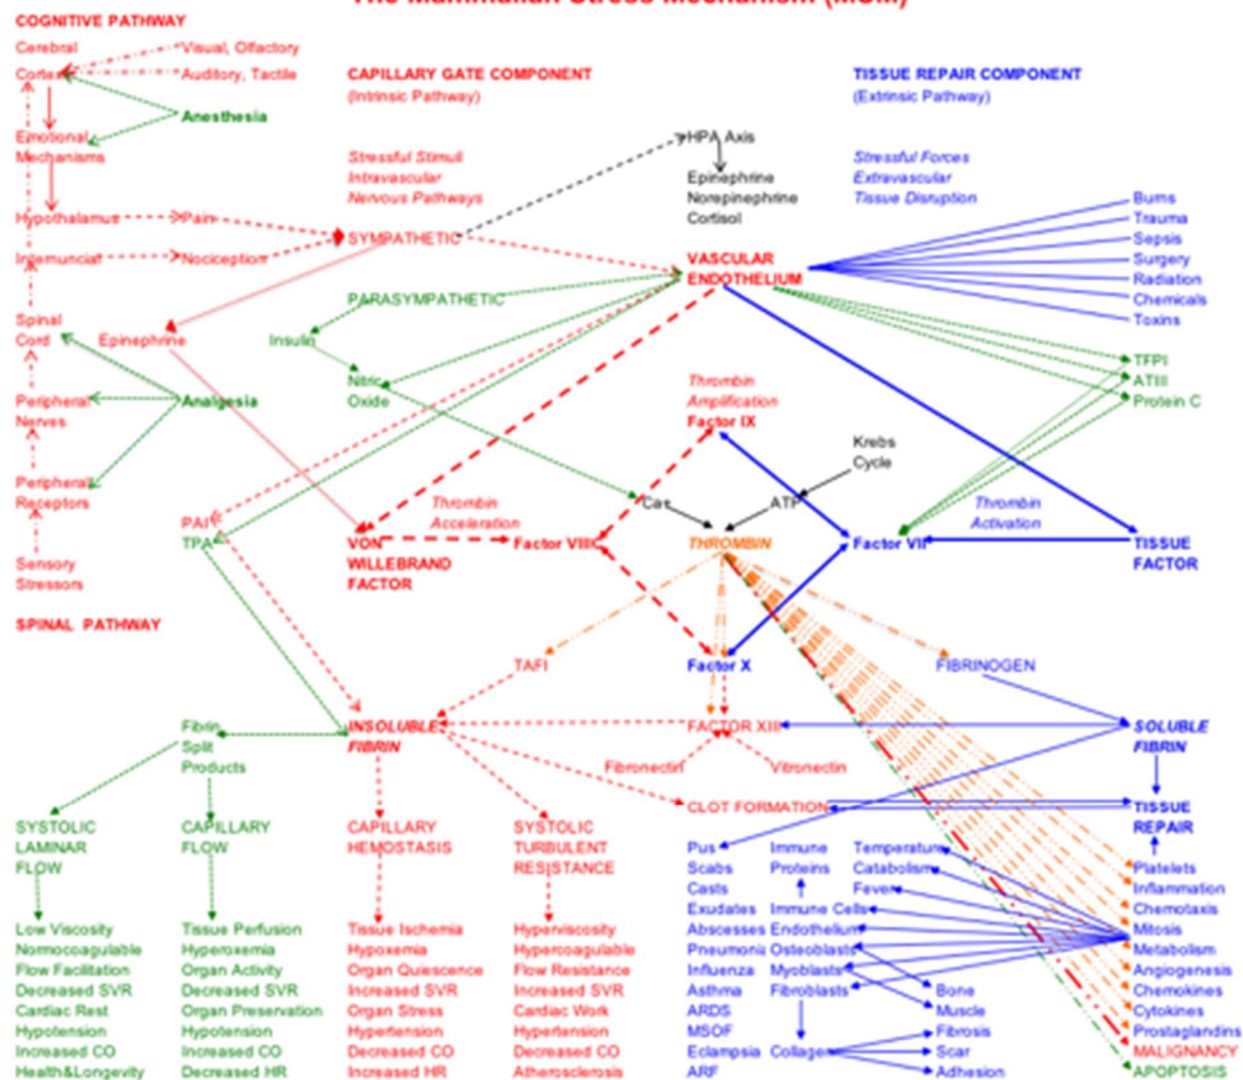 The Mammalian Stress Mechanism (MSM)
COGNITIVE PATHWAY
Cerebral
Cortex
Visual, Olfactory
Auditory, Tactile
Anesthesia
Emotional
Mechanisms
Hypothalamus
Pain
Internuncial
Nociception
Spinal
Cord
Epinephrine
Peripheral
Nerves
Analgesia
Peripheral
Receptors
Sensory
Stressors
SPINAL PATHWAY
CAPILLARY GATE COMPONENT
(Intrinsic Pathway)
Stressful Stimuli
Intravascular
Nervous Pathways
SYMPATHETIC
PARASYMPATHETIC
Insulin
Nitric
Oxide
HPA Axis
Epinephrine
Norepinephrine
Cortisol
VASCULAR
ENDOTHELIUM
TISSUE REPAIR COMPONENT
(Extrinsic Pathway)
Stressful Forces
Extravascular
Tissue Disruption
Burns
Trauma
Sepsis
Surgery
Radiation
Chemicals
Toxins
TFPI
ATIII
Protein C
Thrombin
Amplification
Factor IX
Krebs
Cycle
Ca+
ATP
PAI
TPA
Thrombin
Acceleration
VON
WILLEBRAND
FACTOR
Factor VIII
THROMBIN
Factor VII
Thrombin
Activation
TISSUE
FACTOR
TAFI
Factor X
FIBRINOGEN
Fibrin
Split
Products
INSOLUBLE
FIBRIN
FACTOR XIII
SOLUBLE
FIBRIN
Fibronectin
Vitronectin
CLOT FORMATION
TISSUE
REPAIR
SYSTOLIC
LAMINAR
FLOW
CAPILLARY
FLOW
CAPILLARY
HEMOSTASIS
SYSTOLIC
TURBULENT
RESISTANCE
Low Viscosity
Normocoagulable
Flow Facilitation
Decreased SVR
Cardiac Rest
Hypotension
Increased CO
Health&Longevity
Tissue Perfusion
Hyperoxemia
Organ Activity
Decreased SVR
Organ Preservation
Hypotension
Increased CO
Decreased HR
Tissue Ischemia
Hypoxemia
Organ Quiescence
Increased SVR
Organ Stress
Hypertension
Decreased CO
Increased HR
Hyperviscosity
Hypercoagulable
Flow Resistance
Increased SVR
Cardiac Work
Hypertension
Decreased CO
Atherosclerosis
Pus
Scabs
Casts
Exudates
Abscesses
Pneumonia
Influenza
Asthma
ARDS
MSOF
Eclampsia
ARF
Immune
Proteins
Immune Cells
Endothelium
Osteoblasts
Myoblasts
Fibroblasts
Collagen
Temperature
Catabolism
Fever
Bone
Muscle
Fibrosis
Scar
Adhesion
Platelets
Inflammation
Chemotaxis
Mitosis
Metabolism
Angiogenesis
Chemokines
Cytokines
Prostaglandins
MALIGNANCY
APOPTOSIS